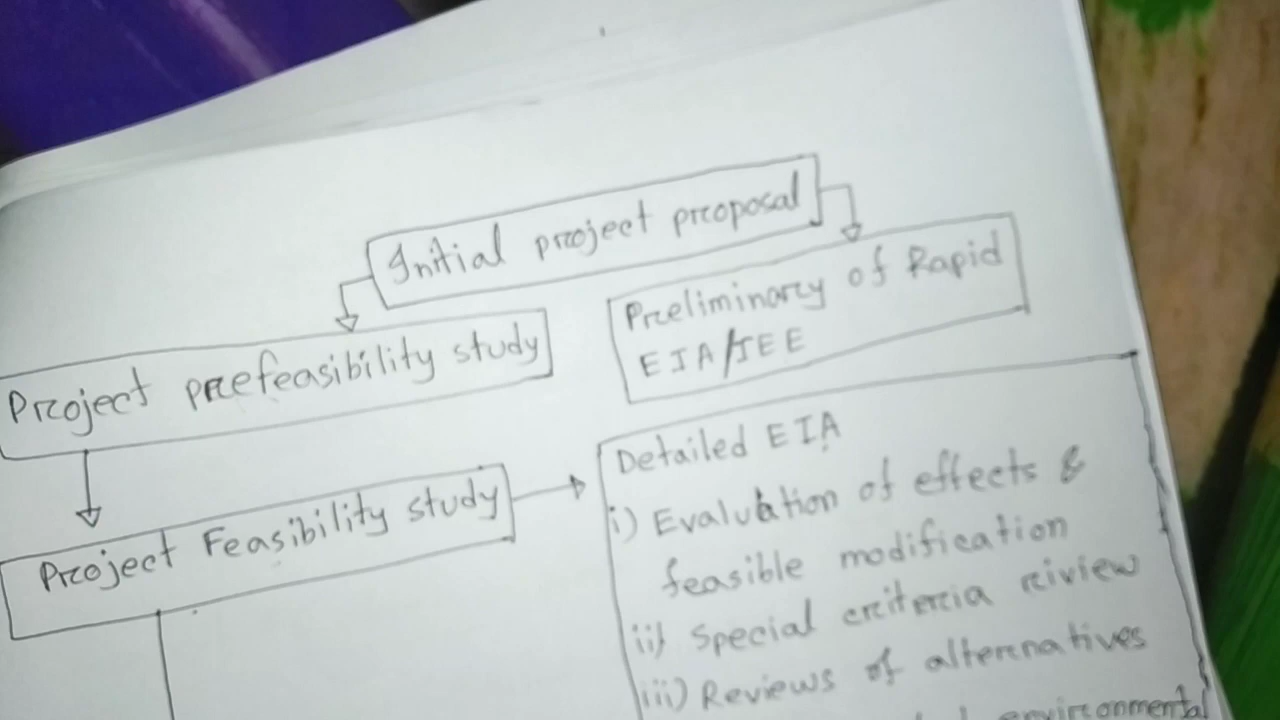 Initial project proposal
Preliminary of Rapid
EIA/IEE
Project prefeasibility study
Project Feasibility study
Detailed EIA
i) Evaluation of effects &
feasible modification
ii) Special criteria riview
iii) Reviews of alternatives
environmental